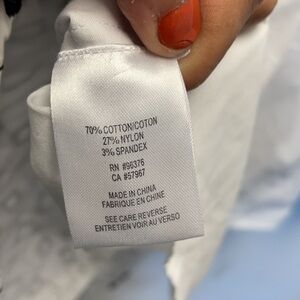 70% COTTON/COTON
27% NYLON
3% SPANDEX
RN #96376
CA #57967
MADE IN CHINA
FABRIQUE EN CHINE
SEE CARE REVERSE
ENTRETIEN VOIR AU VERSO